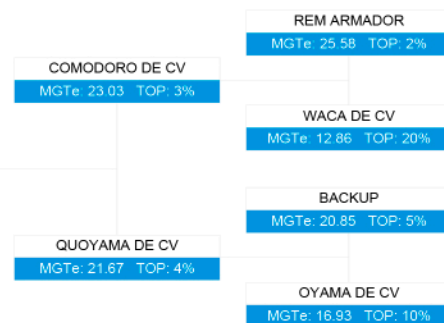 REM ARMADOR
MGTe: 25.58 TOP: 2%
COMODORO DE CV
MGTe: 23.03 TOP: 3%
WACA DE CV
MGTe: 12.86 TOP: 20%
BACKUP
MGTe: 20.85 TOP: 5%
QUOYAMA DE CV
MGTe: 21.67 TOP: 4%
OYAMA DE CV
MGTe: 16.93 TOP: 10%